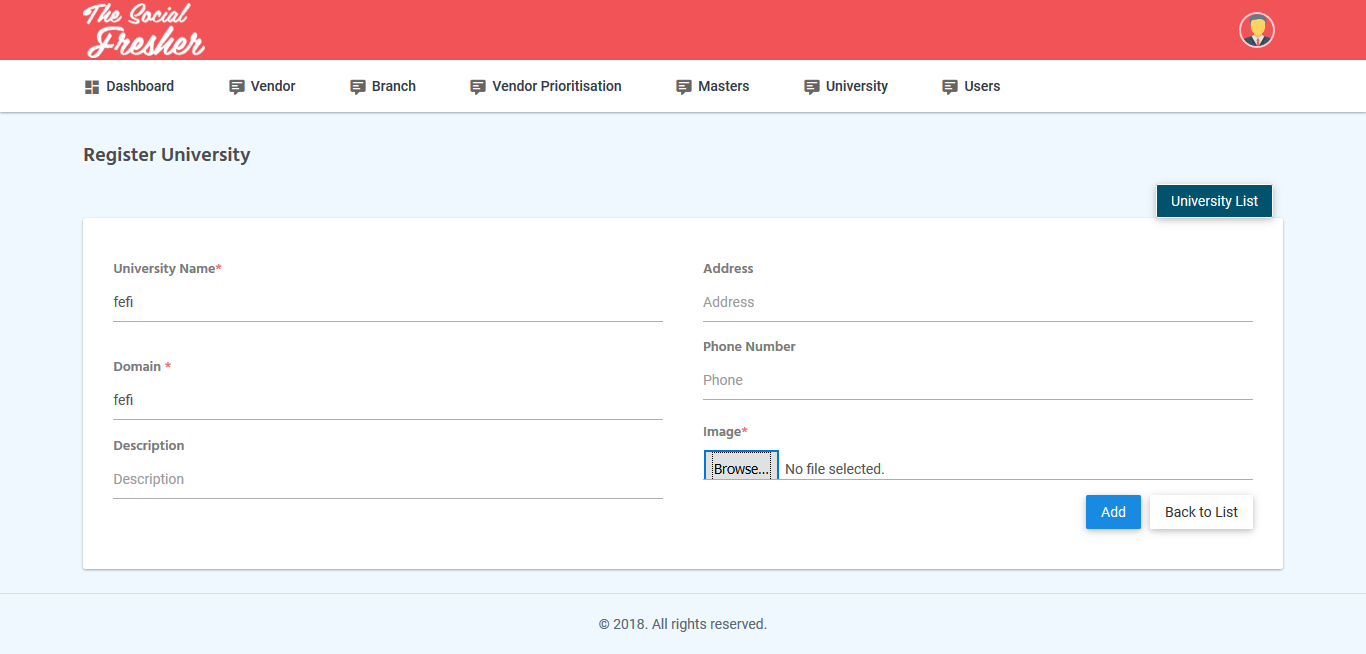 The Social
Fresher
Dashboard Vendor Branch Vendor Prioritisation Masters University Users
Register University
University List
University Name*
fefi
Domain *
fefi
Description
Description
Address
Address
Phone Number
Phone
Image*
Browse... No file selected.
Add Back to List
© 2018. All rights reserved.